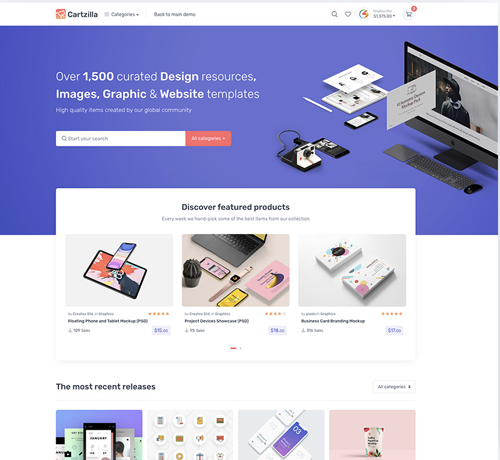 Cartzilla
Categories
Back to main demo
$1,375.00
2
Over 1,500 curated Design resources,
Images, Graphic & Website templates
High quality items created by our global community
Start your search
All categories
Discover featured products
Every week we hand-pick some of the best items from our collection
by Createx Std. in Graphics
Floating Phone and Tablet Mockup (PSD)
109 Sales
$15.00
by Createx Std. in Graphics
Project Devices Showcase (PSD)
95 Sales
$18.00
in Graphics
Business Card Branding Mockup
316 Sales
$17.00
The most recent releases
All categories
JANUARY
03